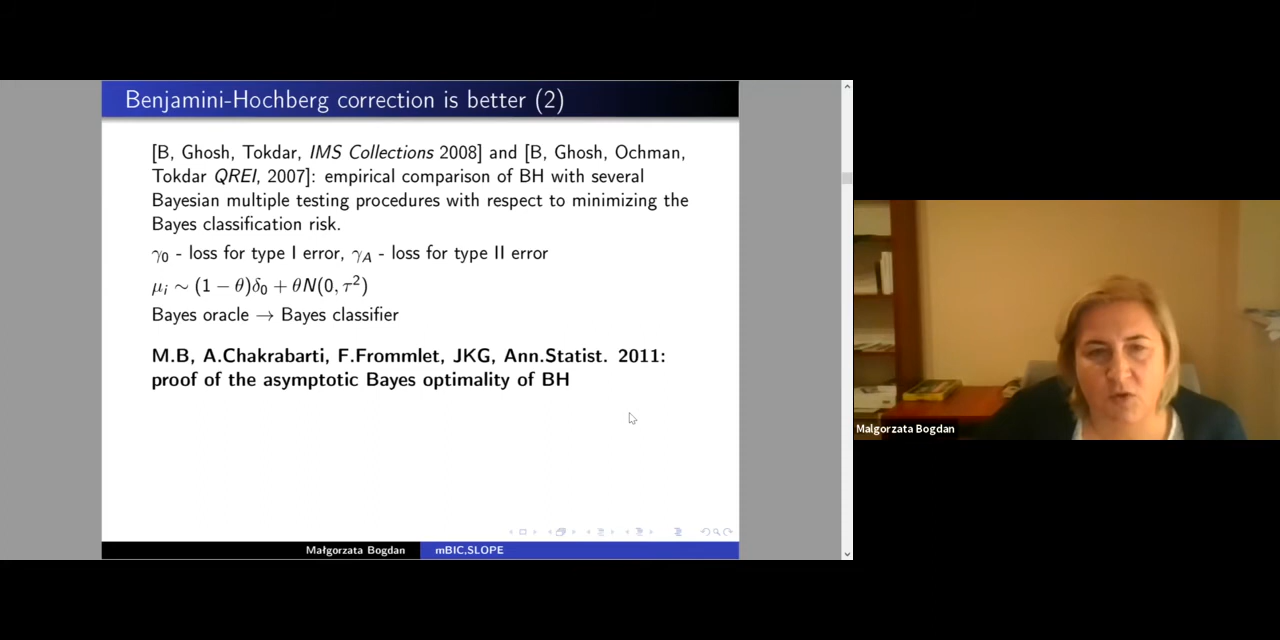 Benjamini-Hochberg correction is better (2)
[B, Ghosh, Tokdar, IMS Collections 2008] and [B, Ghosh, Ochman,
Tokdar QREI, 2007]: empirical comparison of BH with several
Bayesian multiple testing procedures with respect to minimizing the
Bayes classification risk.
γ₀ - loss for type I error, γ_A - loss for type II error
μᵢ ∼ (1 − θ)δ₀ + θN(0, τ²)
Bayes oracle → Bayes classifier
M.B, A.Chakrabarti, F.Frommlet, JKG, Ann.Statist. 2011:
proof of the asymptotic Bayes optimality of BH
Małgorzata Bogdan
mBIC,SLOPE
Malgorzata Bogdan